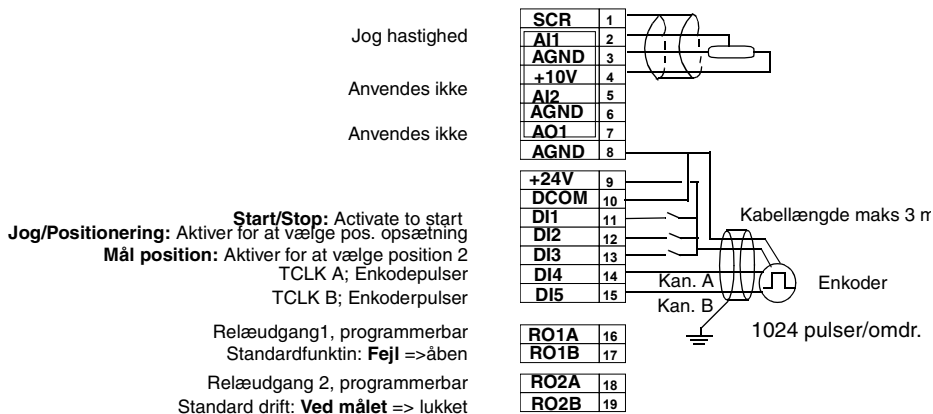 SCR 1
Jog hastighed AI1 2
AGND 3
+10V 4
Anvendes ikke AI2 5
AGND 6
Anvendes ikke AO1 7
AGND 8
+24V 9
DCOM 10
Start/Stop: Activate to start DI1 11 Kabellængde maks 3 m
Jog/Positionering: Aktiver for at vælge pos. opsætning DI2 12
Mål position: Aktiver for at vælge position 2 DI3 13
TCLK A; Enkodepulser DI4 14 Kan. A Enkoder
TCLK B; Enkoderpulser DI5 15 Kan. B
1024 pulser/omdr.
Relæudgang1, programmerbar RO1A 16
Standardfunktin: Fejl =>åben RO1B 17
Relæudgang 2, programmerbar RO2A 18
Standard drift: Ved målet => lukket RO2B 19